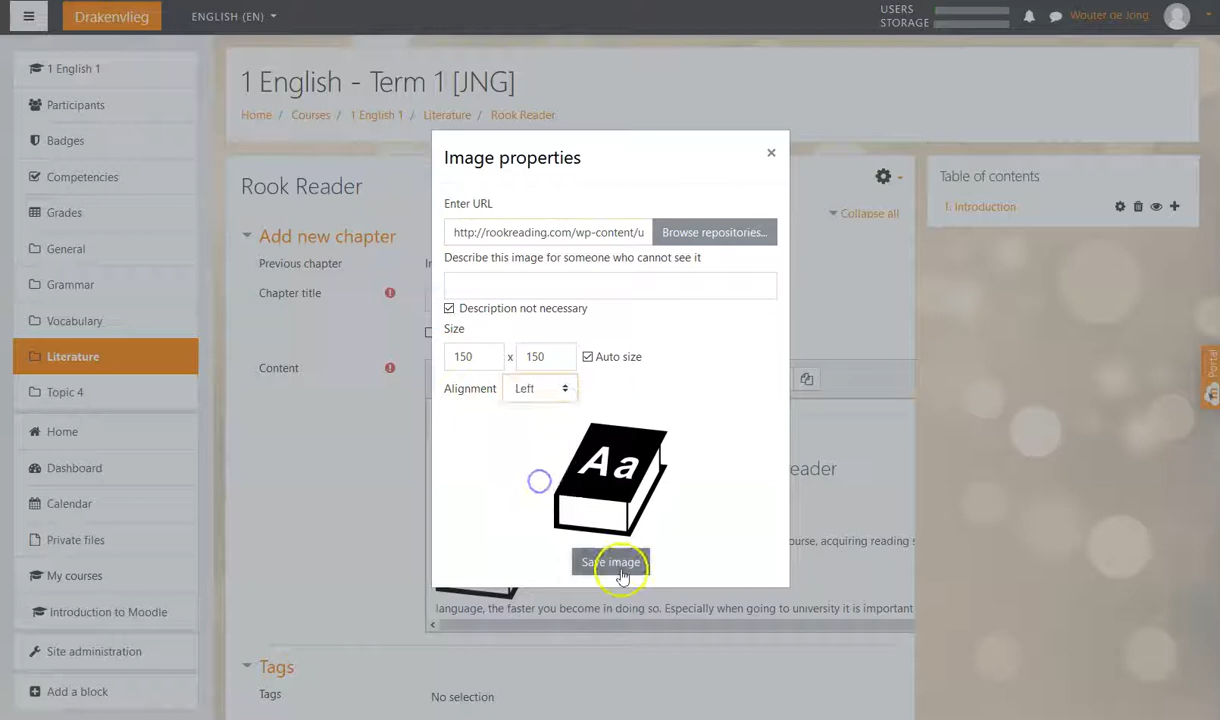 Drakenvlieg
ENGLISH (EN)
USERS
STORAGE
Wouter de Jong
1 English 1
Participants
Badges
Competencies
Grades
General
Grammar
Vocabulary
Literature
Topic 4
Home
Dashboard
Calendar
Private files
My courses
Introduction to Moodle
Site administration
Add a block
1 English - Term 1 [JNG]
Home / Courses / 1 English 1 / Literature / Rook Reader
Rook Reader
Collapse all
Add new chapter
Previous chapter
Chapter title
Content
Tags
Tags
No selection
Image properties
×
Enter URL
http://rookreading.com/wp-content/u
Browse repositories...
Describe this image for someone who cannot see it
Description not necessary
Size
150 x 150
Auto size
Alignment
Left
Aa
Save image
eader
ourse, acquiring reading s
language, the faster you become in doing so. Especially when going to university it is important
Table of contents
1. Introduction
Portal